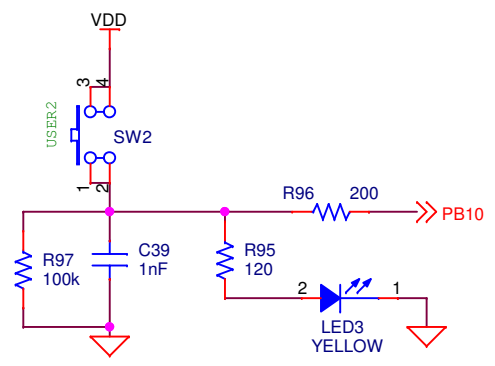 VDD
3
4
USER2
SW2
1
2
R96 200
PB10
R97
100k
C39
1nF
R95
120
2
1
LED3
YELLOW